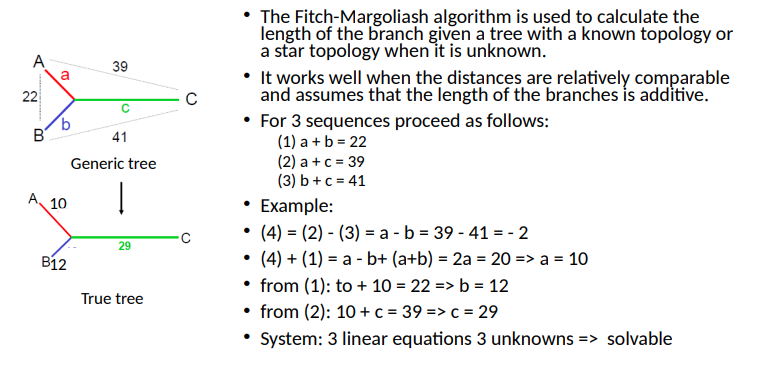 • The Fitch-Margoliash algorithm is used to calculate the
length of the branch given a tree with a known topology or
a star topology when it is unknown.
• It works well when the distances are relatively comparable
and assumes that the length of the branches is additive.
• For 3 sequences proceed as follows:
(1) a + b = 22
(2) a + c = 39
(3) b + c = 41
• Example:
• (4) = (2) - (3) = a - b = 39 - 41 = - 2
• (4) + (1) = a - b+ (a+b) = 2a = 20 => a = 10
• from (1): to + 10 = 22 => b = 12
• from (2): 10 + c = 39 => c = 29
• System: 3 linear equations 3 unknowns => solvable
A
a
39
22
C
c
b
B
41
Generic tree
A
10
C
29
B12
True tree